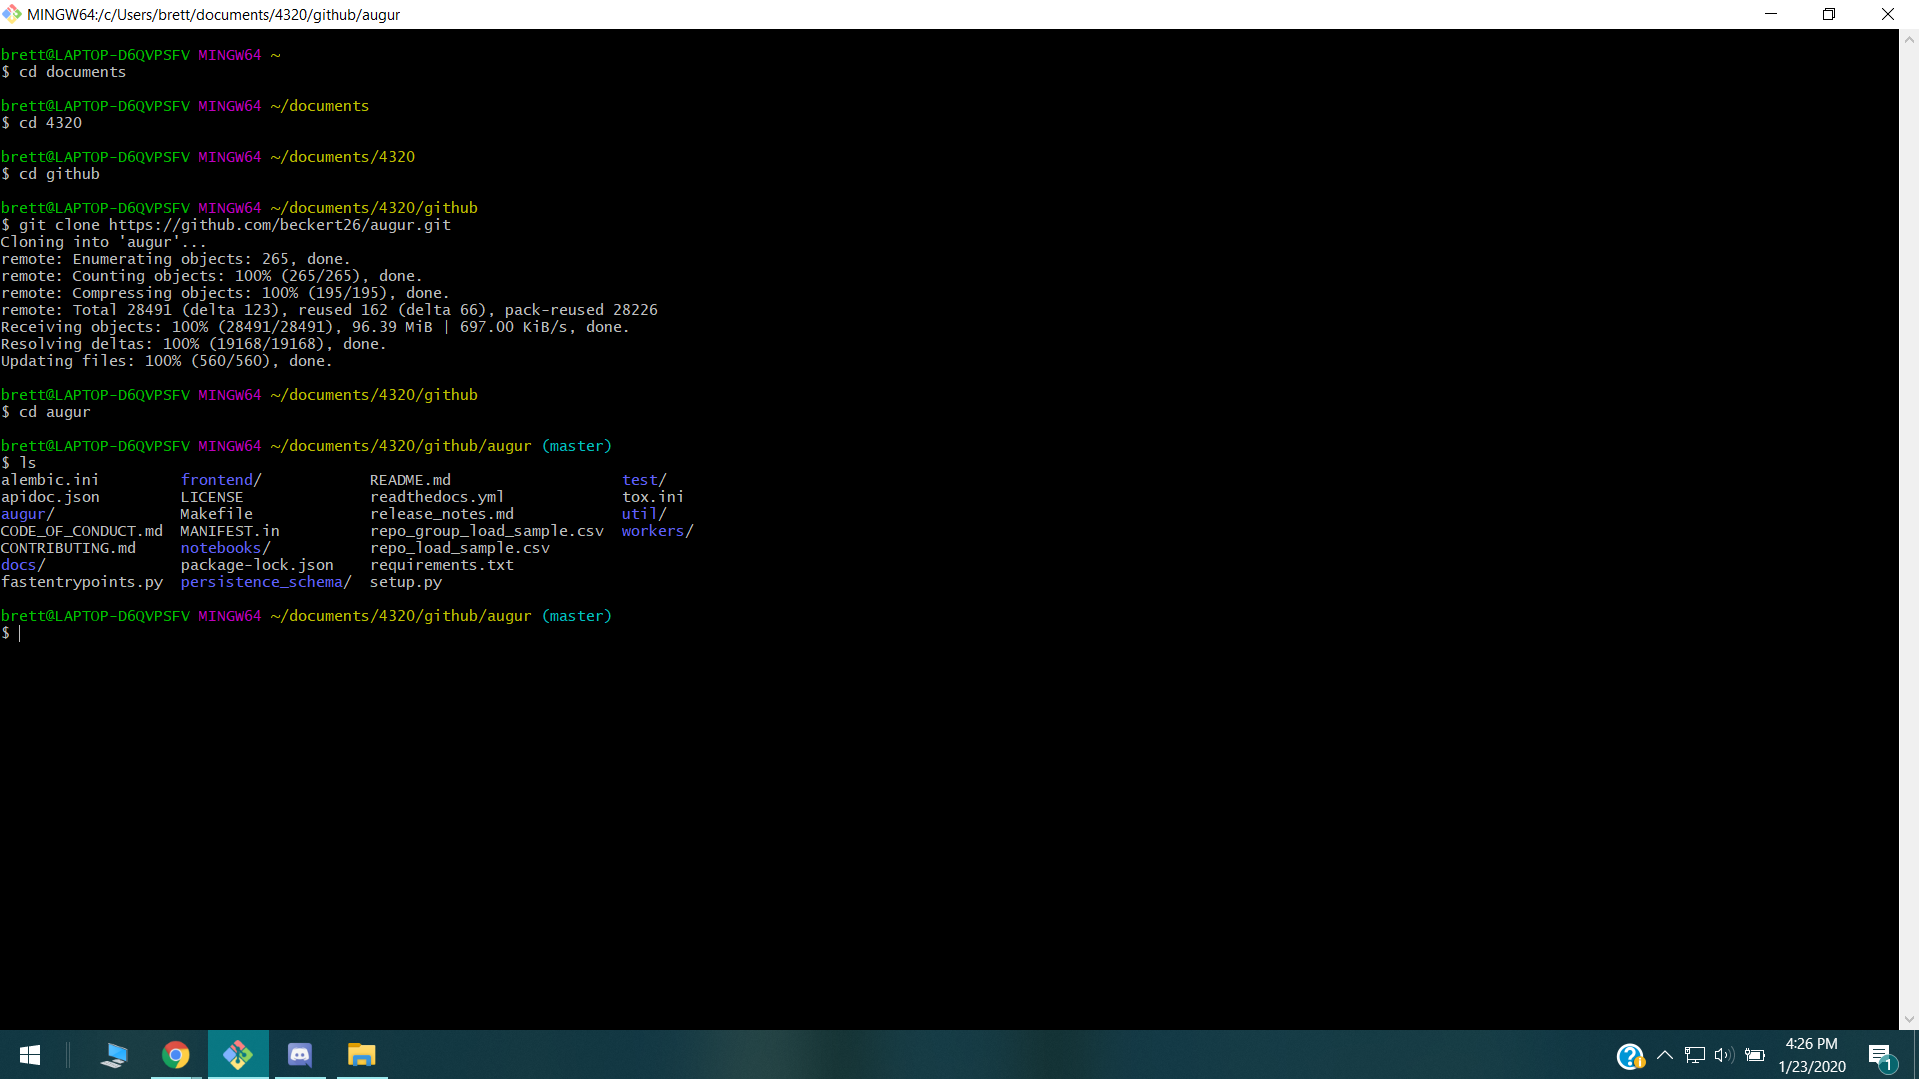 MINGW64:/c/Users/brett/documents/4320/github/augur
brett@LAPTOP-D6QVPSFV MINGW64 ~
$ cd documents
brett@LAPTOP-D6QVPSFV MINGW64 ~/documents
$ cd 4320
brett@LAPTOP-D6QVPSFV MINGW64 ~/documents/4320
$ cd github
brett@LAPTOP-D6QVPSFV MINGW64 ~/documents/4320/github
$ git clone https://github.com/beckert26/augur.git
Cloning into 'augur'...
remote: Enumerating objects: 265, done.
remote: Counting objects: 100% (265/265), done.
remote: Compressing objects: 100% (195/195), done.
remote: Total 28491 (delta 123), reused 162 (delta 66), pack-reused 28226
Receiving objects: 100% (28491/28491), 96.39 MiB | 697.00 KiB/s, done.
Resolving deltas: 100% (19168/19168), done.
Updating files: 100% (560/560), done.
brett@LAPTOP-D6QVPSFV MINGW64 ~/documents/4320/github
$ cd augur
brett@LAPTOP-D6QVPSFV MINGW64 ~/documents/4320/github/augur (master)
$ ls
alembic.ini frontend/ README.md test/
apidoc.json LICENSE readthedocs.yml tox.ini
augur/ Makefile release_notes.md util/
CODE_OF_CONDUCT.md MANIFEST.in repo_group_load_sample.csv workers/
CONTRIBUTING.md notebooks/ repo_load_sample.csv
docs/ package-lock.json requirements.txt
fastentrypoints.py persistence_schema/ setup.py
brett@LAPTOP-D6QVPSFV MINGW64 ~/documents/4320/github/augur (master)
$
4:26 PM
1/23/2020
1